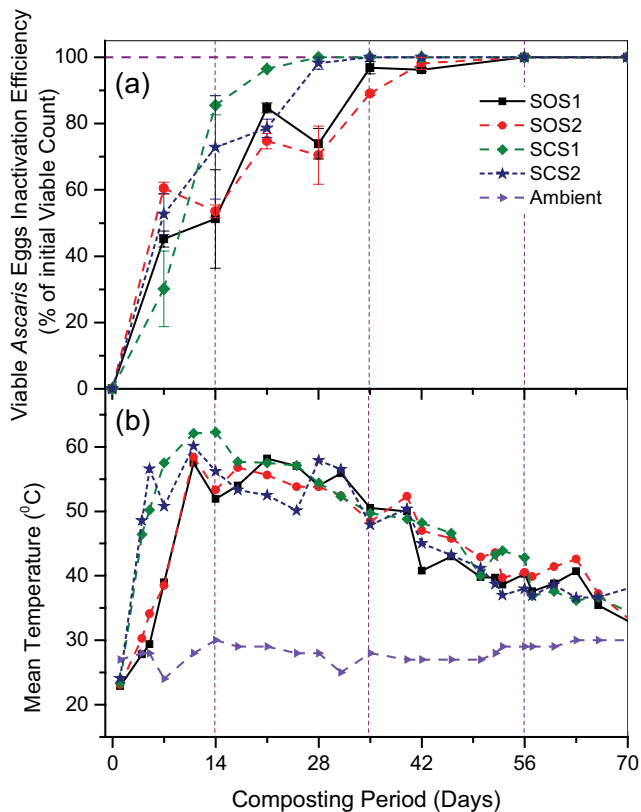 100
80
60
40
20
0
Viable Ascaris Eggs Inactivation Efficiency
(% of initial Viable Count)
(a)
SOS1
SOS2
SCS1
SCS2
Ambient
(b)
60
50
40
30
20
Mean Temperature (⁰C)
0 14 28 42 56 70
Composting Period (Days)